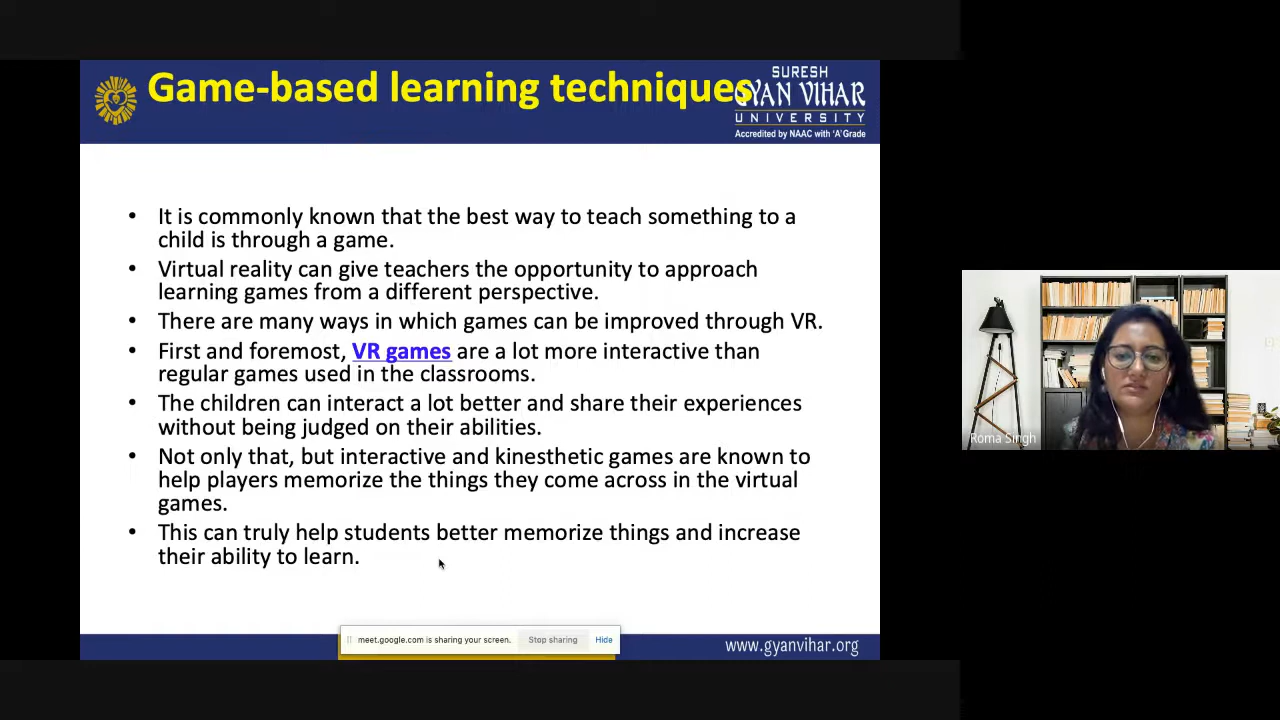 Game-based learning techniques
SURESH
GYAN VIHAR
UNIVERSITY
Accredited by NAAC with 'A' Grade
• It is commonly known that the best way to teach something to a
child is through a game.
• Virtual reality can give teachers the opportunity to approach
learning games from a different perspective.
• There are many ways in which games can be improved through VR.
• First and foremost, VR games are a lot more interactive than
regular games used in the classrooms.
• The children can interact a lot better and share their experiences
without being judged on their abilities.
• Not only that, but interactive and kinesthetic games are known to
help players memorize the things they come across in the virtual
games.
• This can truly help students better memorize things and increase
their ability to learn.
meet.google.com is sharing your screen. Stop sharing Hide
www.gyanvihar.org
Roma Singh